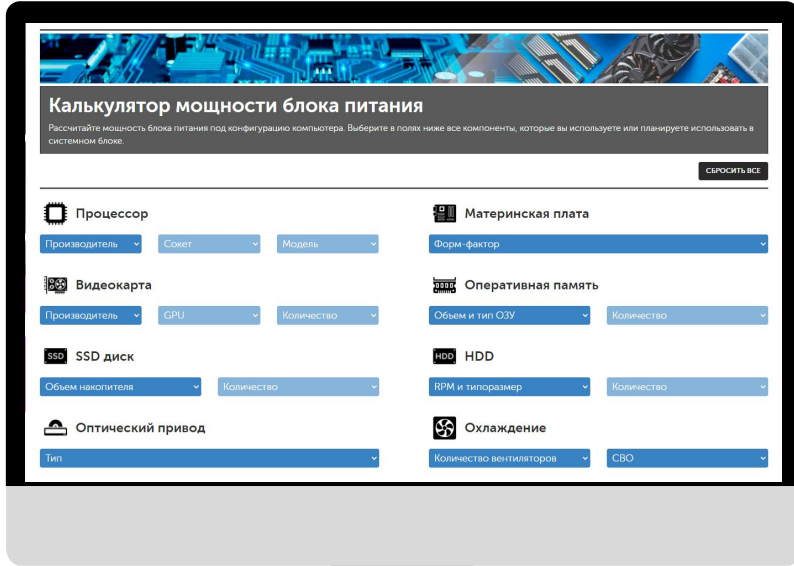 Калькулятор мощности блока питания
Рассчитайте мощность блока питания под конфигурацию компьютера. Выберите в полях ниже все компоненты, которые вы используете или планируете использовать в
системном блоке.
СБРОСИТЬ ВСЕ
Процессор
Производитель
Сокет
Модель
Материнская плата
Форм-фактор
Видеокарта
Производитель
GPU
Количество
Оперативная память
Объем и тип ОЗУ
Количество
SSD
SSD диск
Объем накопителя
Количество
HDD
HDD
RPM и типоразмер
Количество
Оптический привод
Тип
Охлаждение
Количество вентиляторов
СВО